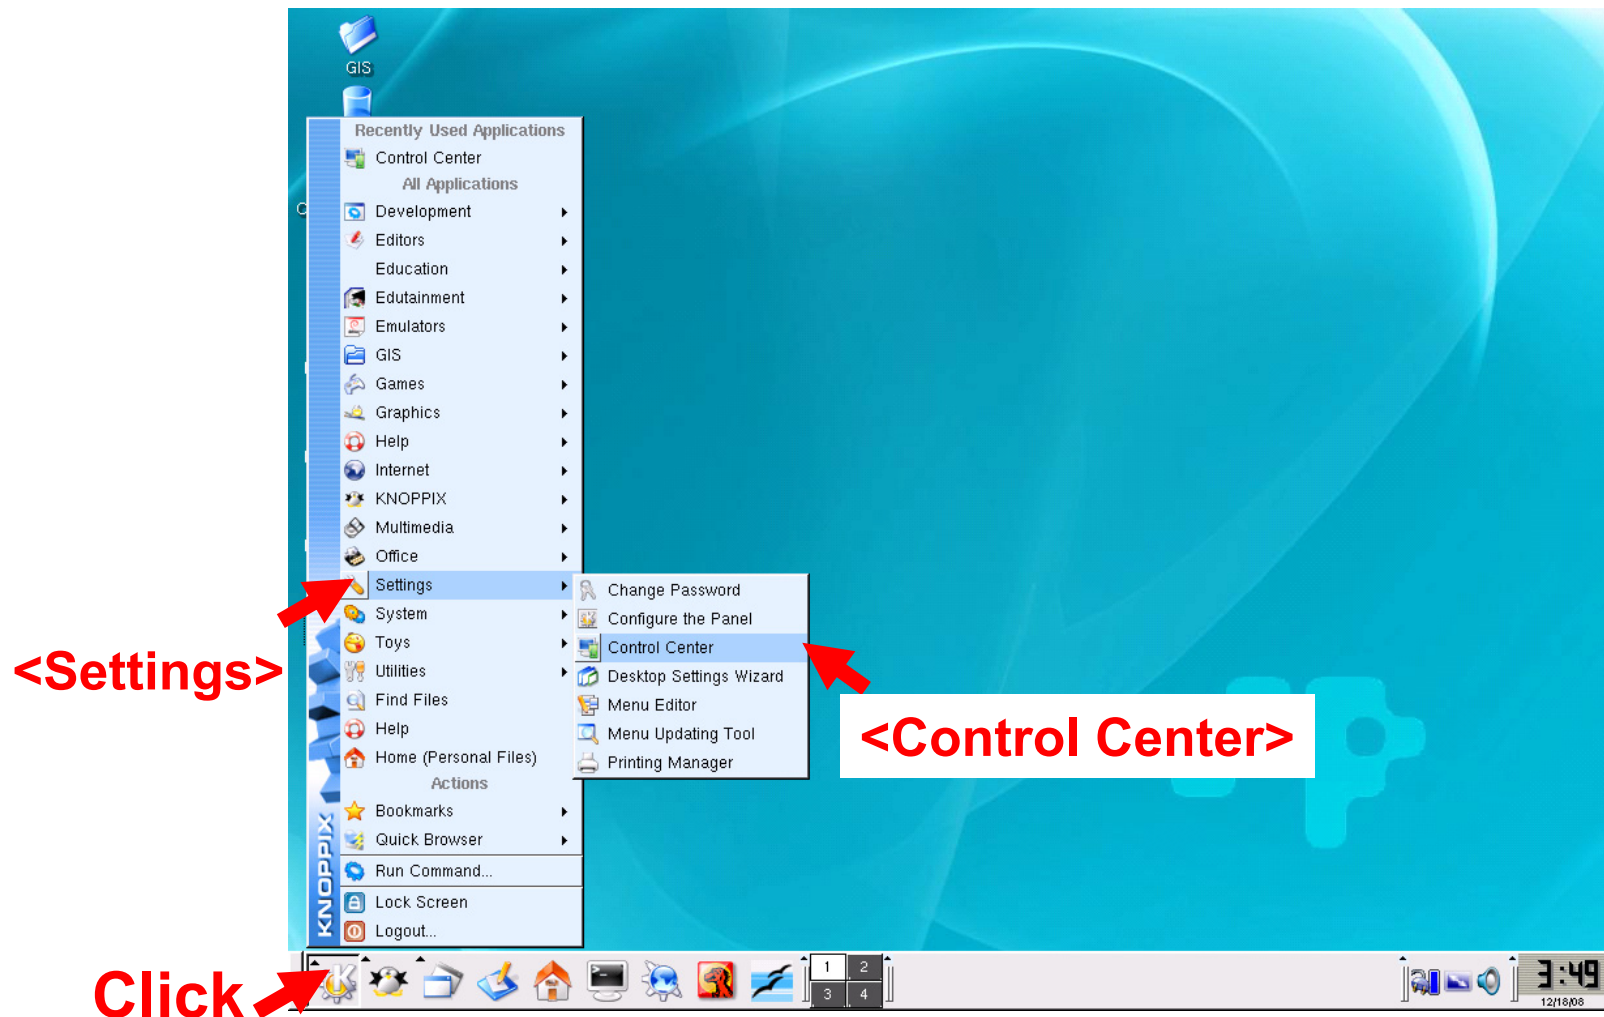 GIS
Recently Used Applications
Control Center
All Applications
Development
Editors
Education
Edutainment
Emulators
GIS
Games
Graphics
Help
Internet
KNOPPIX
Multimedia
Office
Settings
System
Toys
Utilities
Find Files
Help
Home (Personal Files)
Actions
Bookmarks
Quick Browser
Run Command...
Lock Screen
Logout...
KNOPPIX
Change Password
Configure the Panel
Control Center
Desktop Settings Wizard
Menu Editor
Menu Updating Tool
Printing Manager
<Settings>
<Control Center>
Click
1 2
3 4
3:49
12/18/08